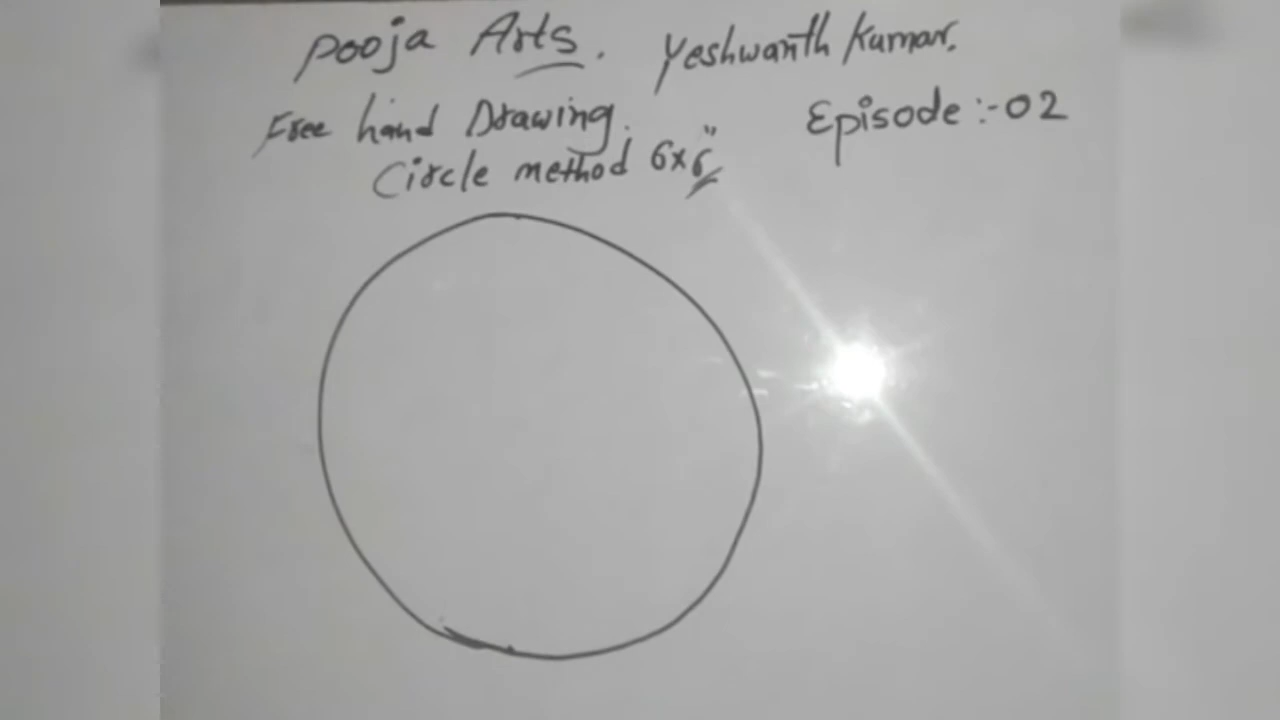 Pooja Arts. Yeshwanth Kumar.
Free hand Drawing. Episode :- 02
Circle method 6x6"